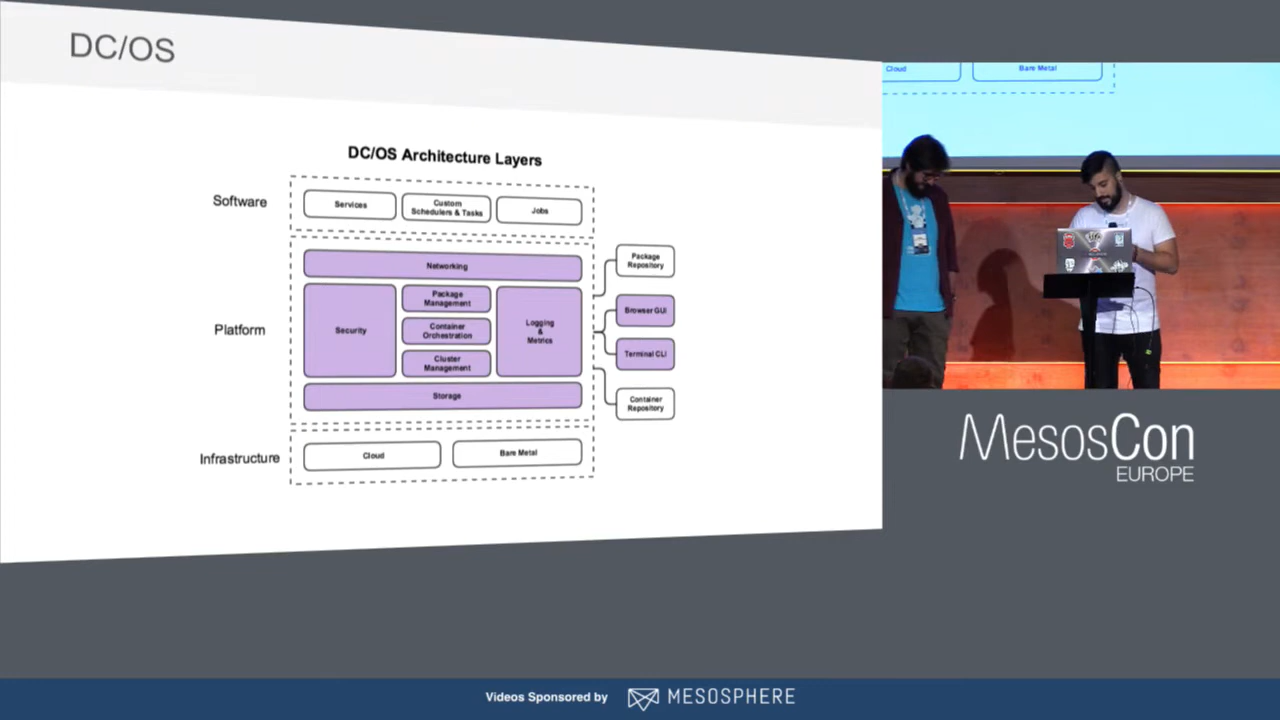 DC/OS
DC/OS Architecture Layers
Software
Services
Custom
Schedulers & Tasks
Jobs
Platform
Networking
Security
Package
Management
Container
Orchestration
Cluster
Management
Logging
&
Metrics
Storage
Package
Repository
Browser GUI
Terminal CLI
Container
Repository
Infrastructure
Cloud
Bare Metal
Cloud
Bare Metal
MesosCon
EUROPE
Videos Sponsored by
MESOSPHERE